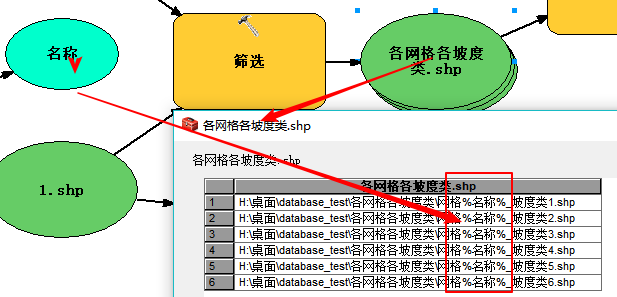 名称
筛选
各网格各坡度
类.shp
1.shp
各网格各坡度类.shp
各网格各坡度类.shp
各网格各坡度类.shp
1 H:\桌面\database_test\各网格各坡度类\网格%名称%_坡度类1.shp
2 H:\桌面\database_test\各网格各坡度类\网格%名称%_坡度类2.shp
3 H:\桌面\database_test\各网格各坡度类\网格%名称%_坡度类3.shp
4 H:\桌面\database_test\各网格各坡度类\网格%名称%_坡度类4.shp
5 H:\桌面\database_test\各网格各坡度类\网格%名称%_坡度类5.shp
6 H:\桌面\database_test\各网格各坡度类\网格%名称%_坡度类6.shp